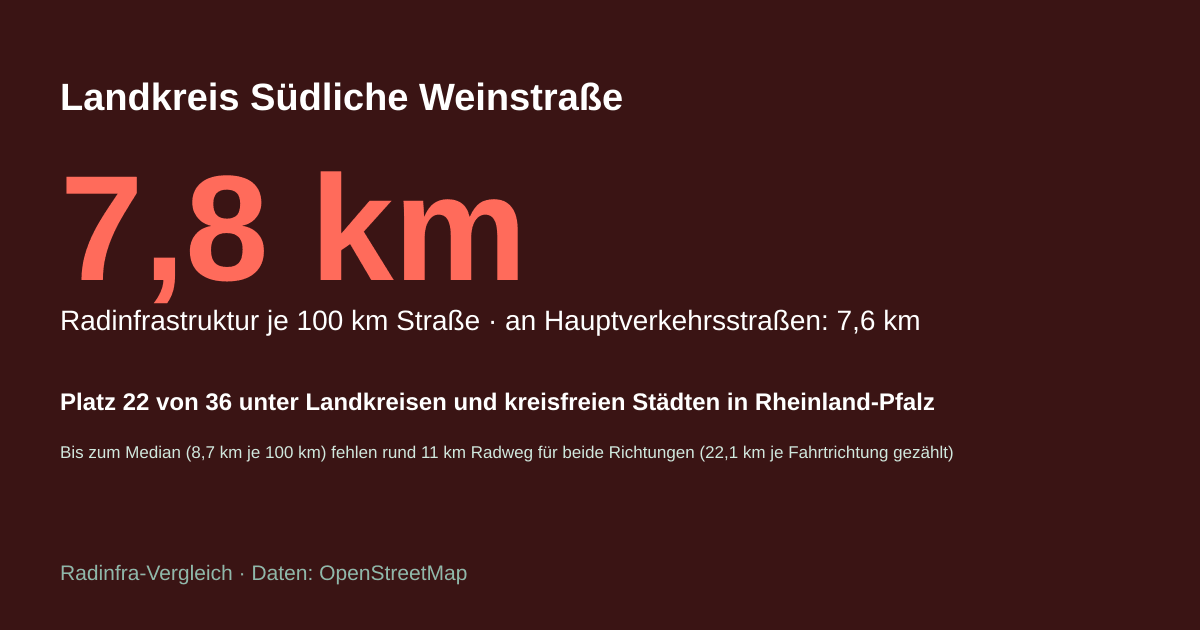 Landkreis Südliche Weinstraße
7,8 km
Radinfrastruktur je 100 km Straße · an Hauptverkehrsstraßen: 7,6 km
Platz 22 von 36 unter Landkreisen und kreisfreien Städten in Rheinland-Pfalz
Bis zum Median (8,7 km je 100 km) fehlen rund 11 km Radweg für beide Richtungen (22,1 km je Fahrtrichtung gezählt)
Radinfra-Vergleich · Daten: OpenStreetMap